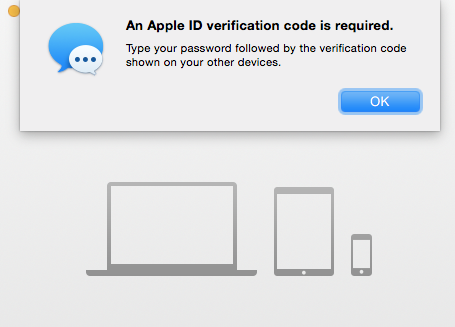 An Apple ID verification code is required.
Type your password followed by the verification code
shown on your other devices.
OK